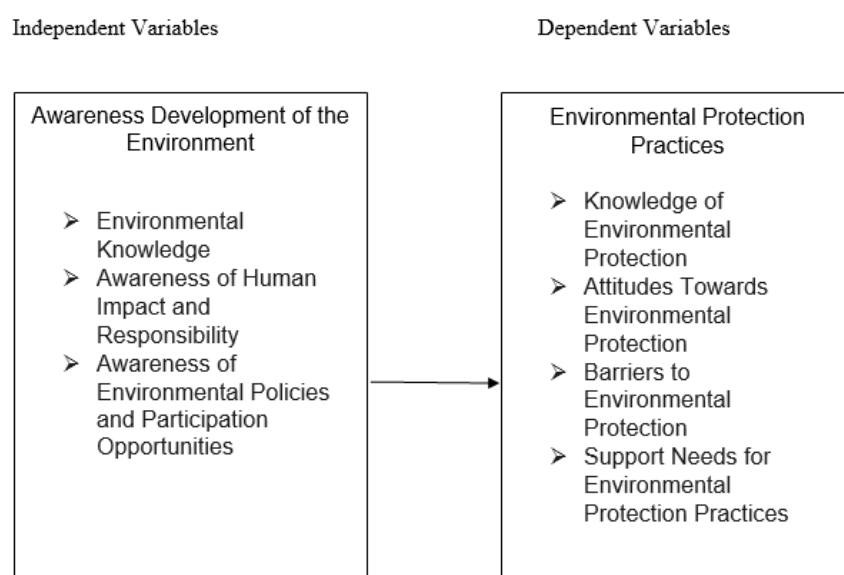 Independent Variables
Dependent Variables
Awareness Development of the
Environment
➢ Environmental
Knowledge
➢ Awareness of Human
Impact and
Responsibility
➢ Awareness of
Environmental Policies
and Participation
Opportunities
Environmental Protection
Practices
➢ Knowledge of
Environmental
Protection
➢ Attitudes Towards
Environmental
Protection
➢ Barriers to
Environmental
Protection
➢ Support Needs for
Environmental
Protection Practices